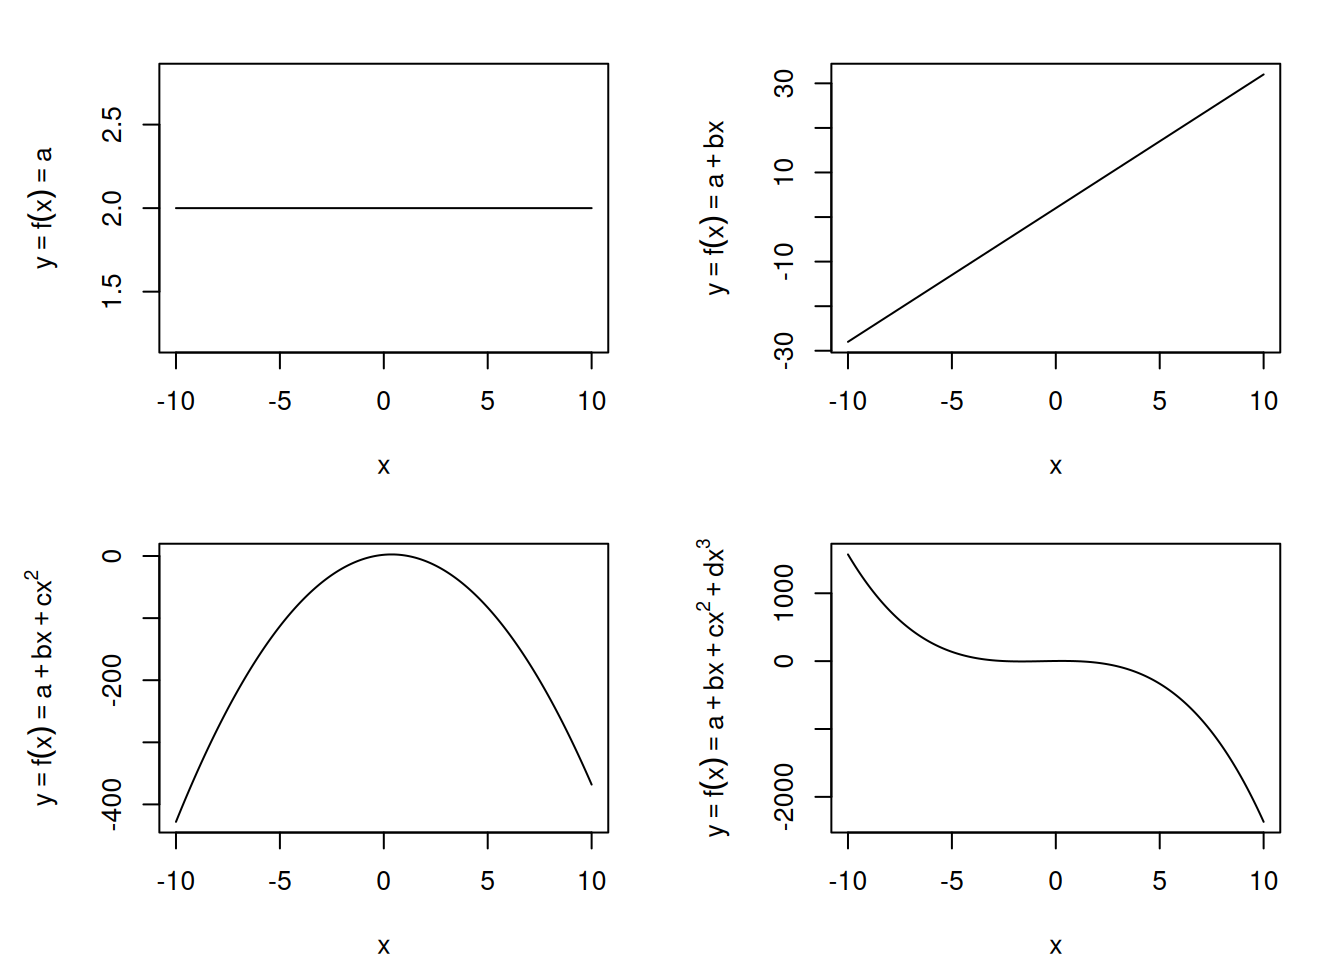 y = f(x) = a
2.5
2.0
1.5
-10 -5 0 5 10
x
y = f(x) = a + bx
30
10
-10
-30
-10 -5 0 5 10
x
y = f(x) = a + bx + cx²
0
-200
-400
-10 -5 0 5 10
x
y = f(x) = a + bx + cx² + dx³
1000
0
-2000
-10 -5 0 5 10
x